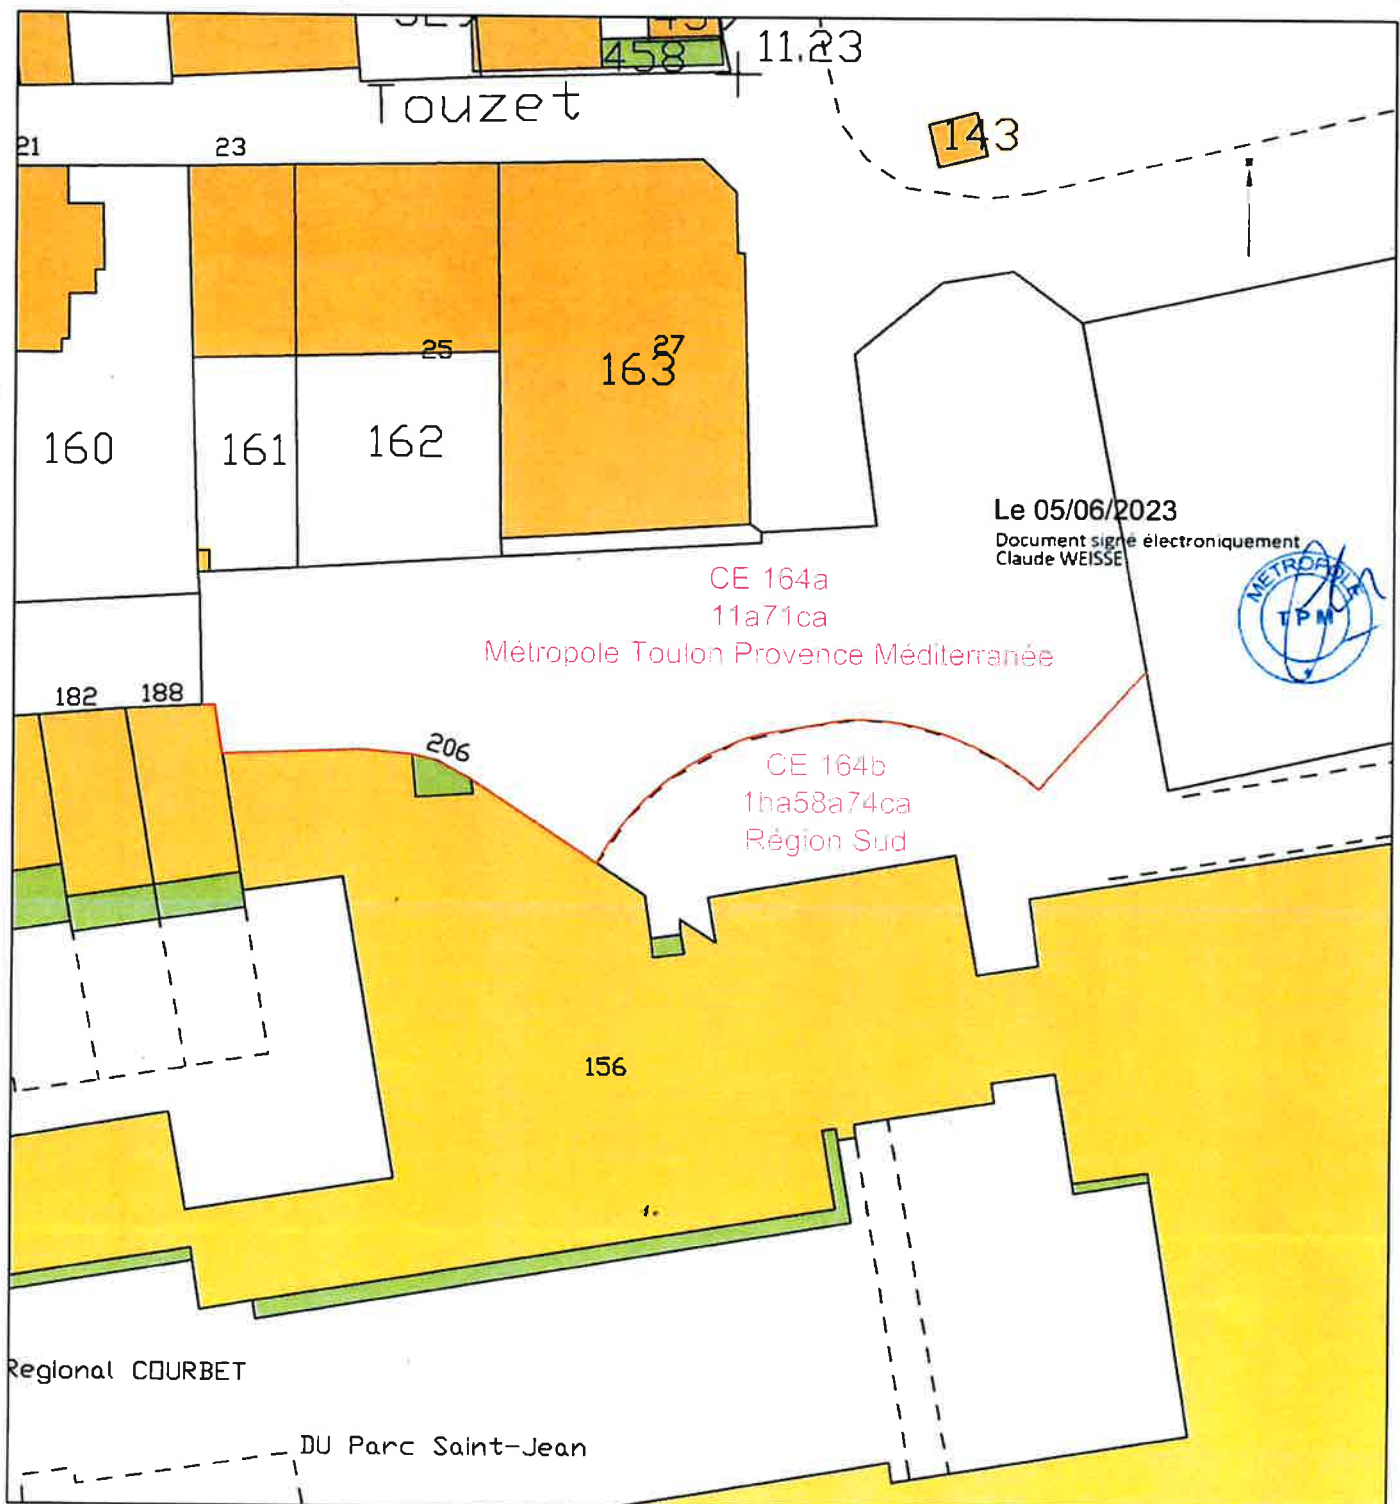 458
11.23
Touzet
143
21
23
25
27
163
160
161
162
Le 05/06/2023
Document signé électroniquement
Claude WEISSE
METROPOLE
TPM
CE 164a
11a71ca
Métropole Toulon Provence Méditerranée
182
188
206
CE 164b
1ha58a74ca
Région Sud
156
Regional COURBET
DU Parc Saint-Jean